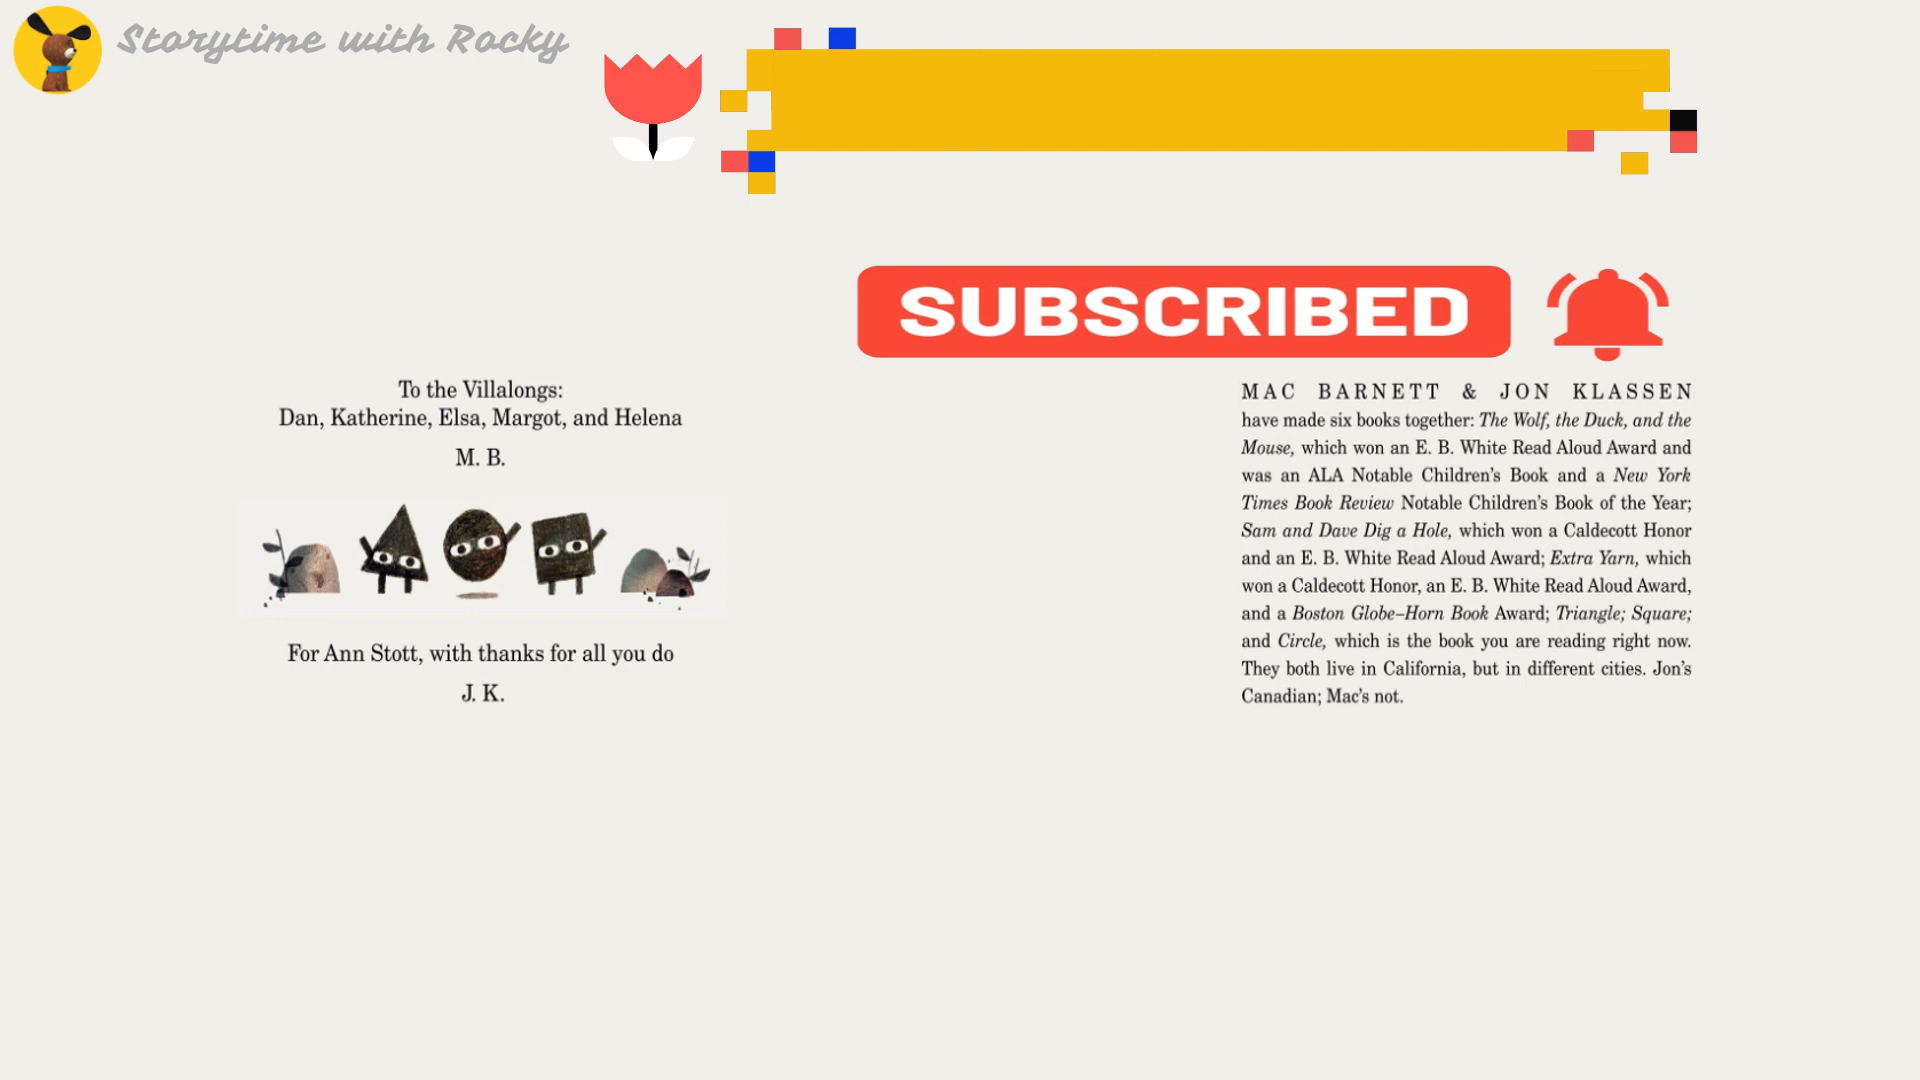 Storytime with Rocky
SUBSCRIBED
To the Villalongs:
Dan, Katherine, Elsa, Margot, and Helena
M. B.
For Ann Stott, with thanks for all you do
J. K.
MAC BARNETT & JON KLASSEN
have made six books together: The Wolf, the Duck, and the
Mouse, which won an E. B. White Read Aloud Award and
was an ALA Notable Children's Book and a New York
Times Book Review Notable Children's Book of the Year;
Sam and Dave Dig a Hole, which won a Caldecott Honor
and an E. B. White Read Aloud Award; Extra Yarn, which
won a Caldecott Honor, an E. B. White Read Aloud Award,
and a Boston Globe–Horn Book Award; Triangle; Square;
and Circle, which is the book you are reading right now.
They both live in California, but in different cities. Jon's
Canadian; Mac's not.